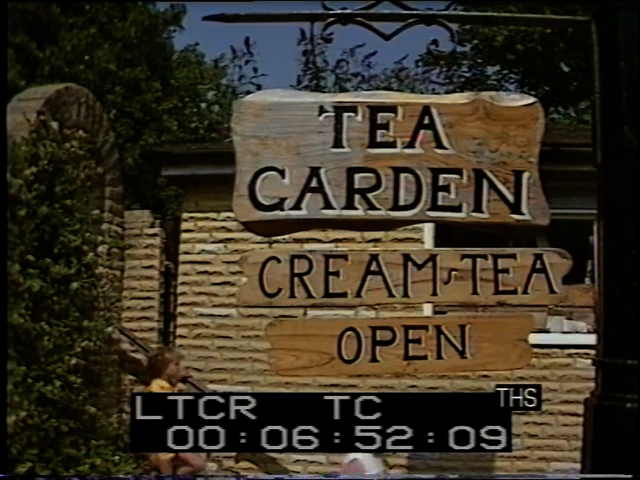 TEA
GARDEN
CREAM TEA
OPEN
THS
LTCR TC
00:06:52:09